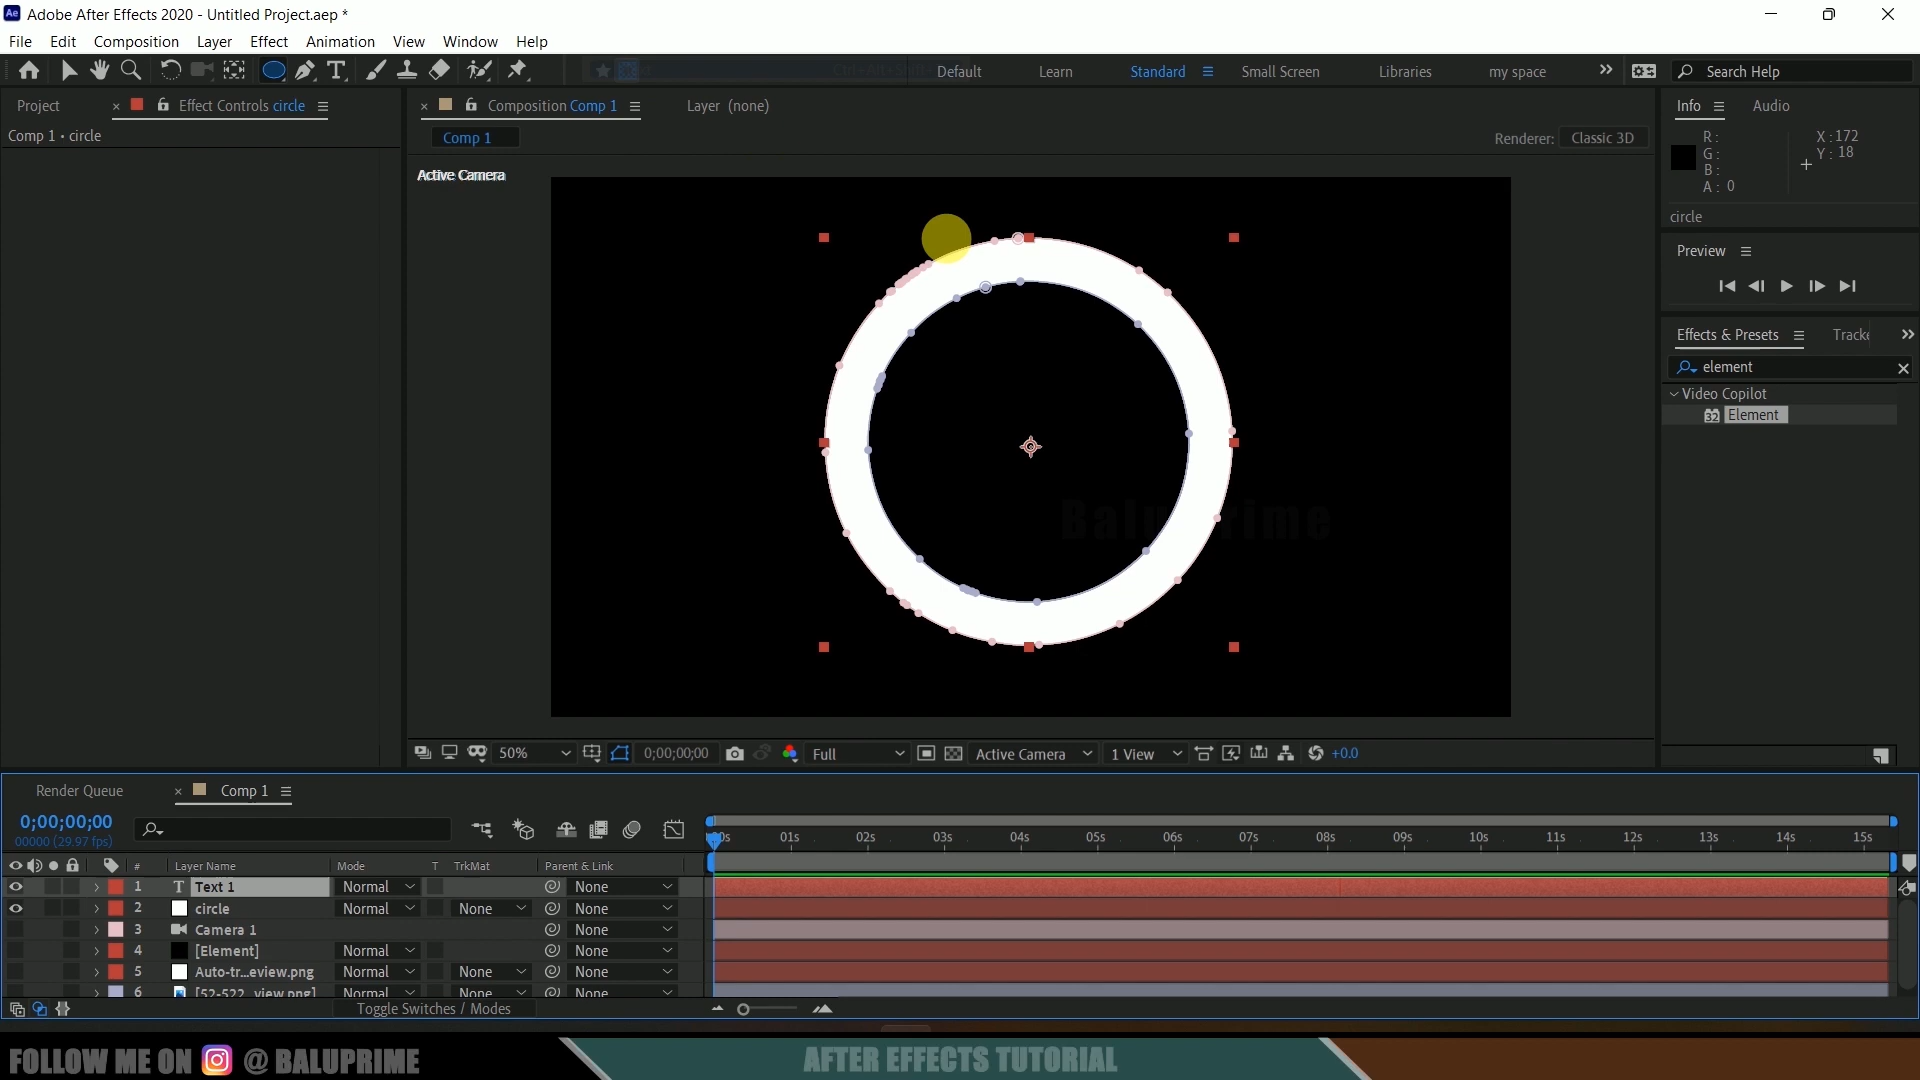 Ae Adobe After Effects 2020 - Untitled Project.aep *
File Edit Composition Layer Effect Animation View Window Help
Default Learn Standard Small Screen Libraries my space Search Help
Project Effect Controls circle
Comp 1 • circle
Composition Comp 1 Layer (none)
Comp 1
Renderer: Classic 3D
Active Camera
Info Audio
R:
G:
B:
A: 0
X: 172
Y: 18
circle
Preview
Effects & Presets Tracke
element
Video Copilot
32 Element
Baluprime
50% 0;00;00;00 Full Active Camera 1 View +0.0
Render Queue Comp 1
0;00;00;00
00000 (29.97 fps)
01s 02s 03s 04s 05s 06s 07s 08s 09s 10s 11s 12s 13s 14s 15s
# Layer Name Mode T TrkMat Parent & Link
1 T Text 1 Normal None
2 circle Normal None None
3 Camera 1 None
4 [Element] Normal None
5 Auto-tr...eview.png Normal None None
6 [52-522_view.png] Normal None None
Toggle Switches / Modes
FOLLOW ME ON @ BALUPRIME
AFTER EFFECTS TUTORIAL